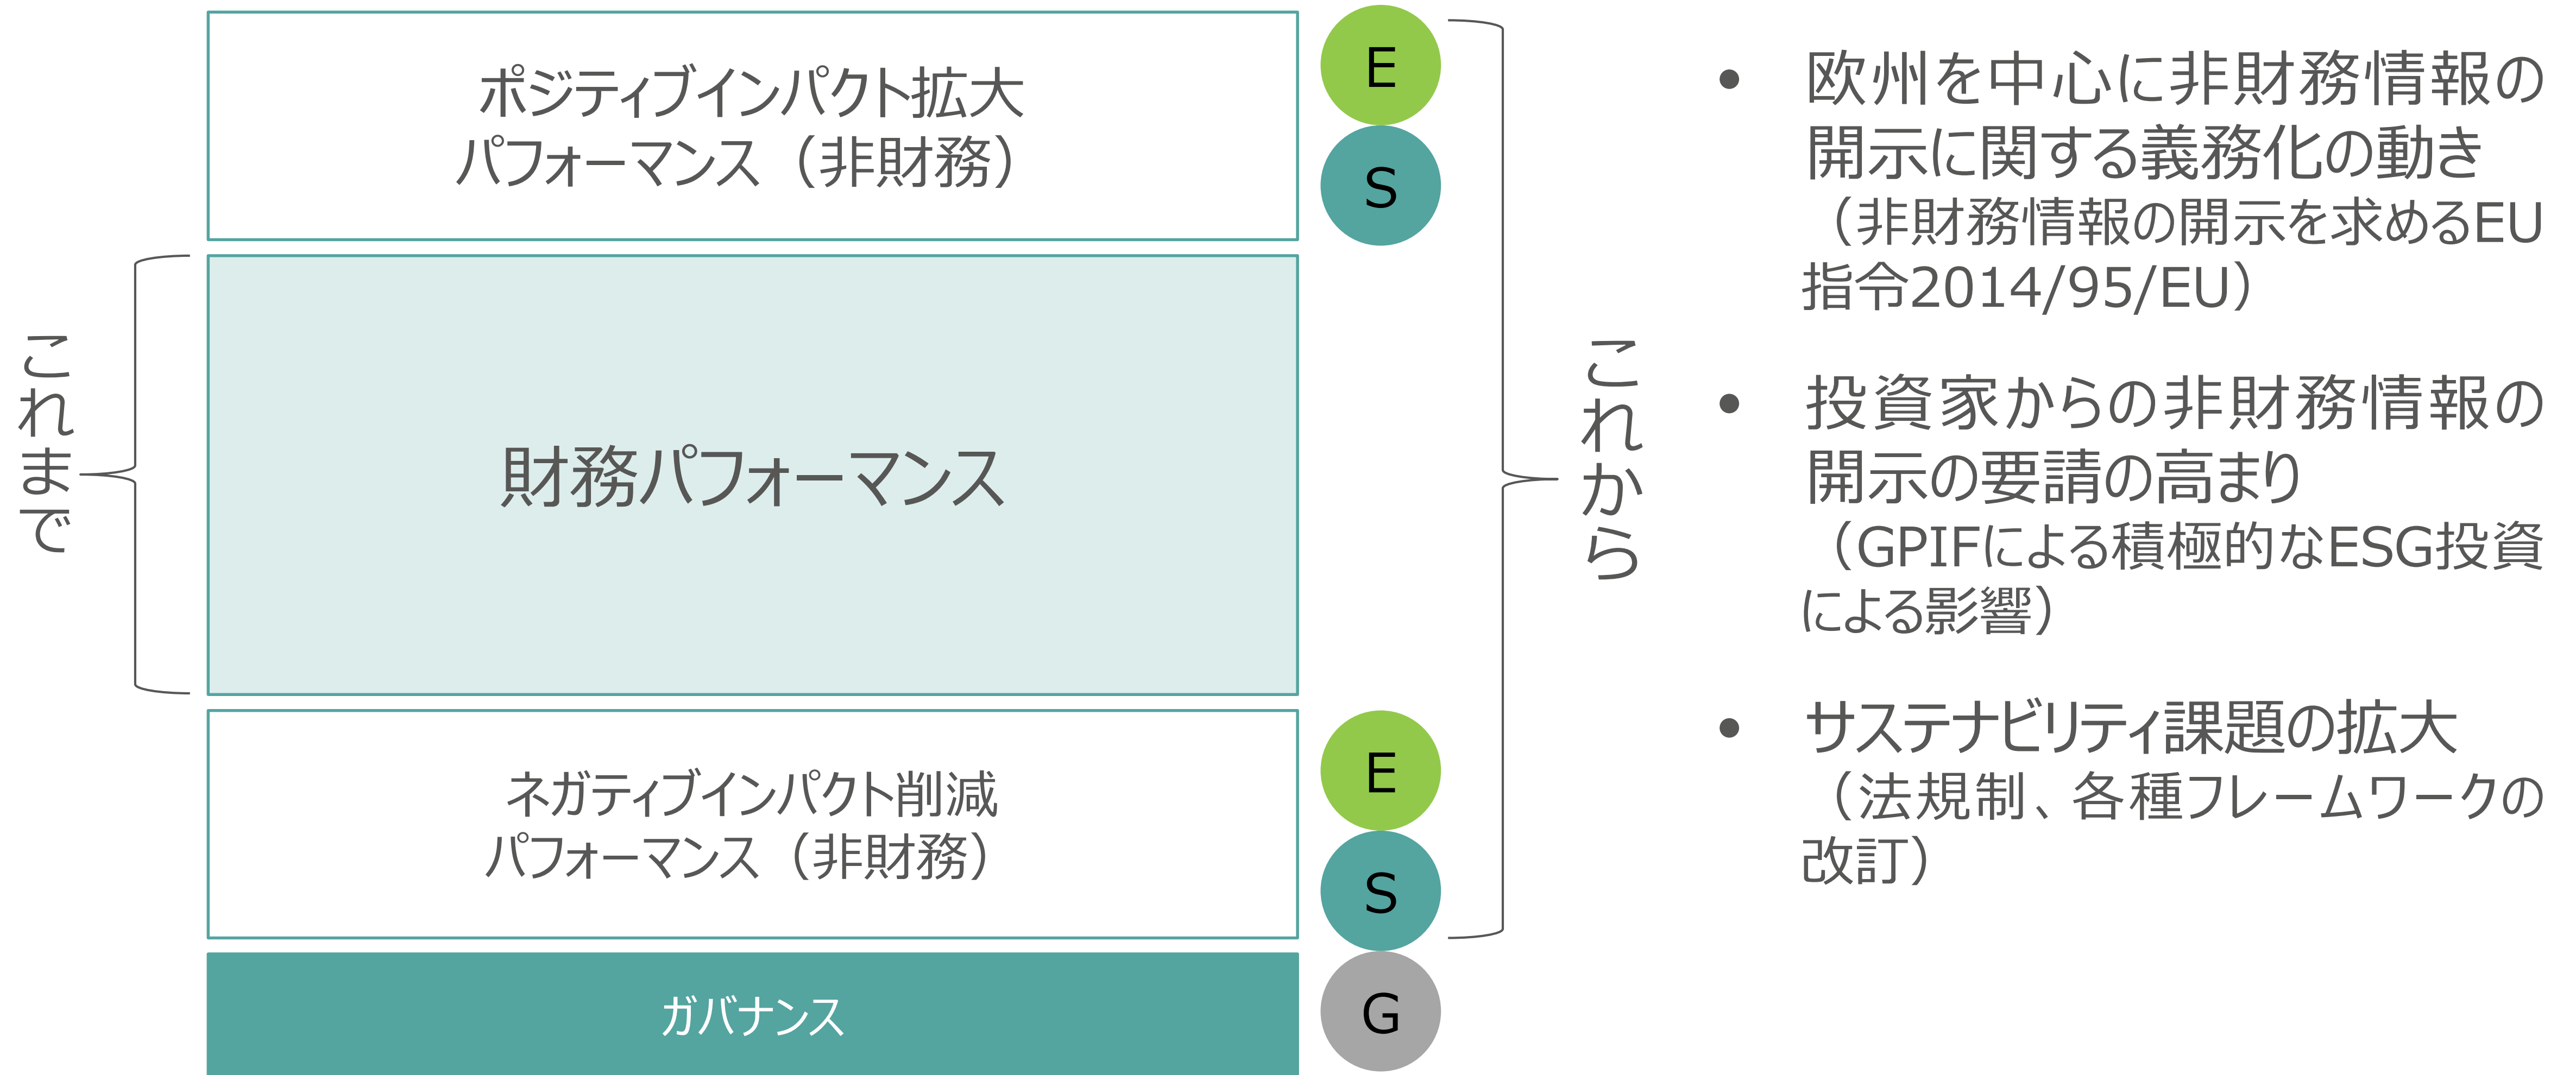 これまで
ポジティブインパクト拡大
パフォーマンス（非財務）
E
S
財務パフォーマンス
ネガティブインパクト削減
パフォーマンス（非財務）
E
S
ガバナンス
G
これから
• 欧州を中心に非財務情報の
開示に関する義務化の動き
（非財務情報の開示を求めるEU
指令2014/95/EU）
• 投資家からの非財務情報の
開示の要請の高まり
（GPIFによる積極的なESG投資
による影響）
• サステナビリティ課題の拡大
（法規制、各種フレームワークの
改訂）